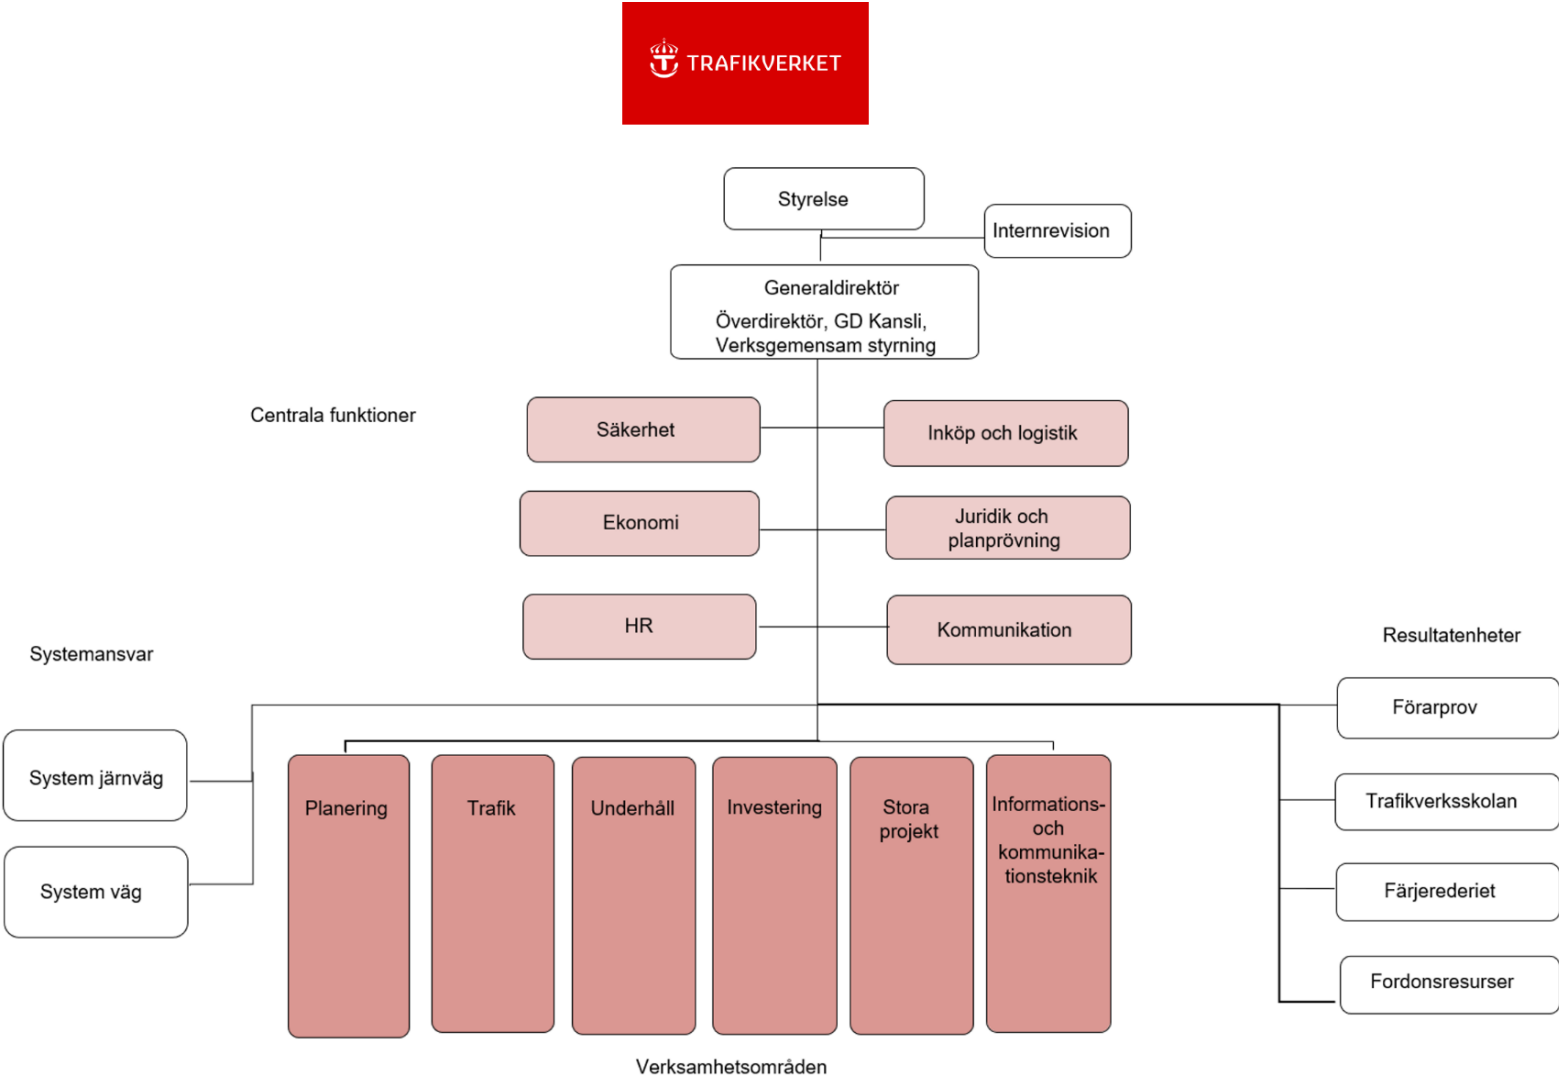 TRAFIKVERKET
Styrelse
Internrevision
Generaldirektör
Överdirektör, GD Kansli,
Verksgemensam styrning
Centrala funktioner
Säkerhet
Inköp och logistik
Ekonomi
Juridik och
planprövning
HR
Kommunikation
Systemansvar
System järnväg
System väg
Resultatenheter
Förarprov
Trafikverksskolan
Färjerederiet
Fordonsresurser
Planering
Trafik
Underhåll
Investering
Stora
projekt
Informations-
och
kommunika-
tionsteknik
Verksamhetsområden